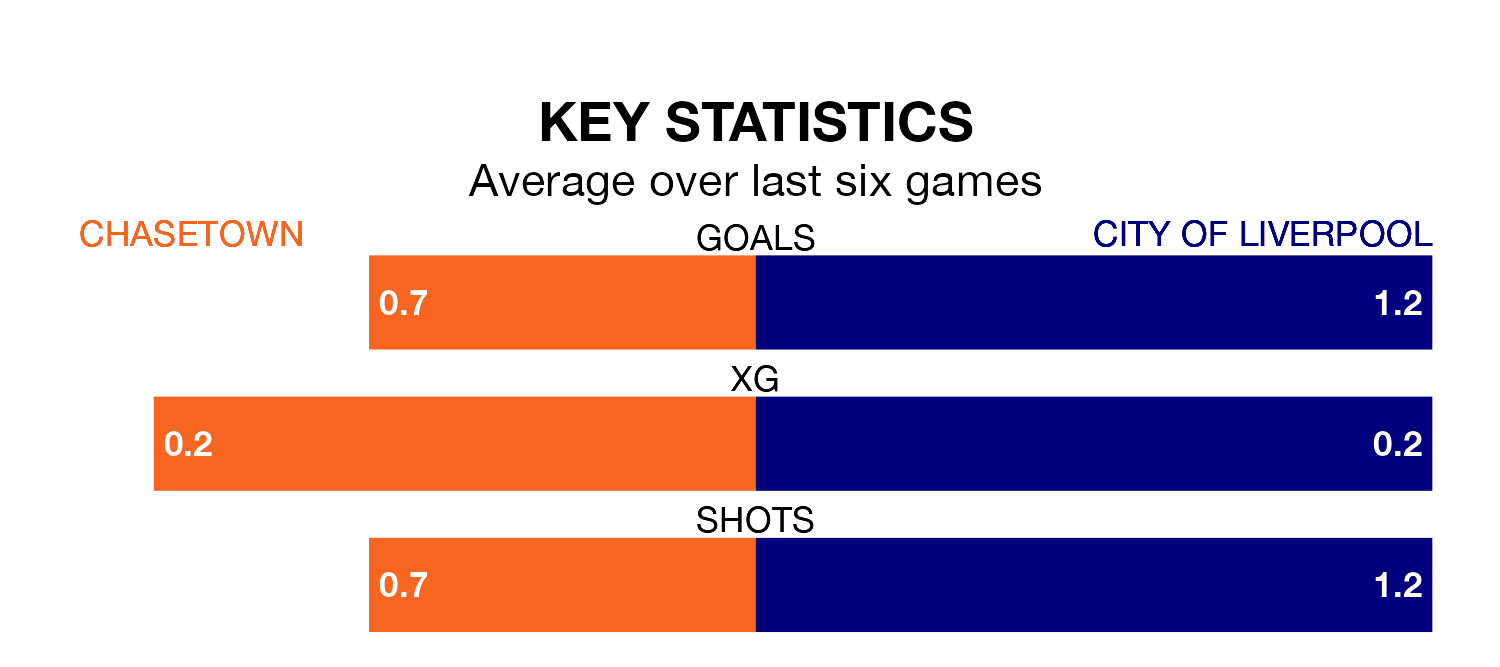 KEY STATISTICS
Average over last six games
CHASETOWN
GOALS
CITY OF LIVERPOOL
0.7
1.2
XG
0.2
0.2
SHOTS
0.7
1.2